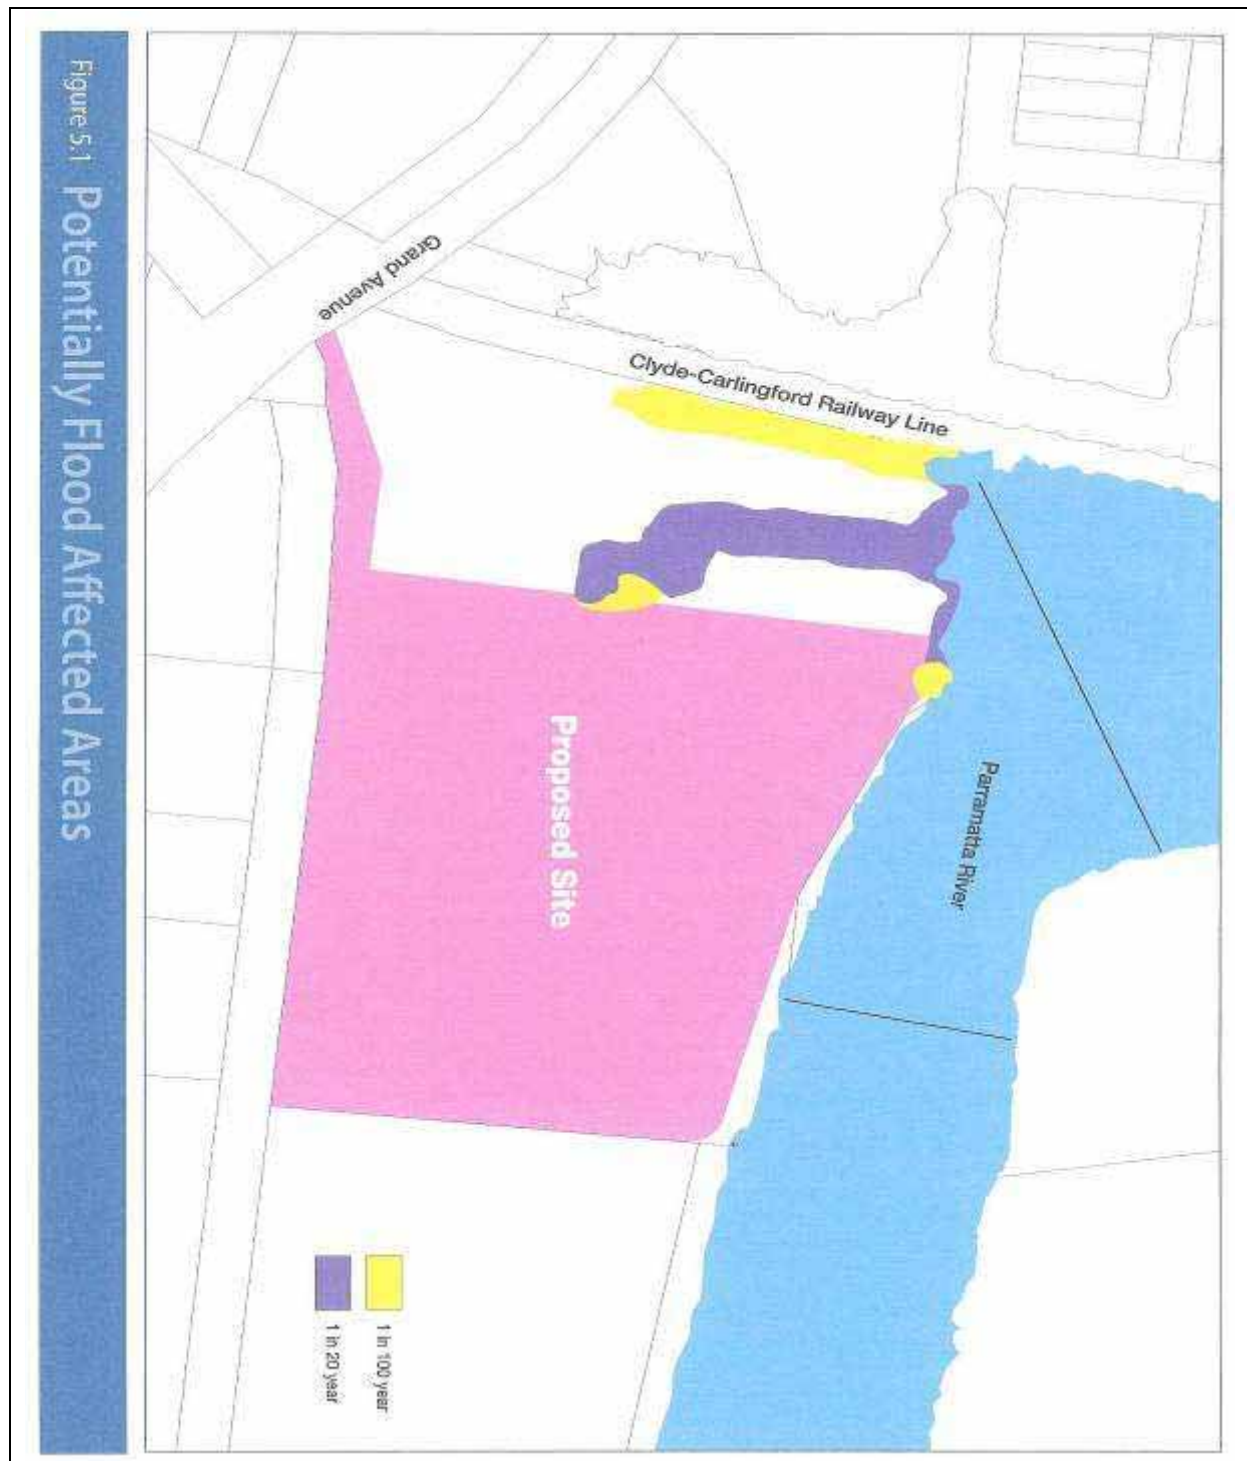 Figure 5.1 Potentially Flood Affected Areas
Grand Avenue
Clyde-Carlingford Railway Line
Parramatta River
Proposed Site
1 in 100 year
1 in 20 year